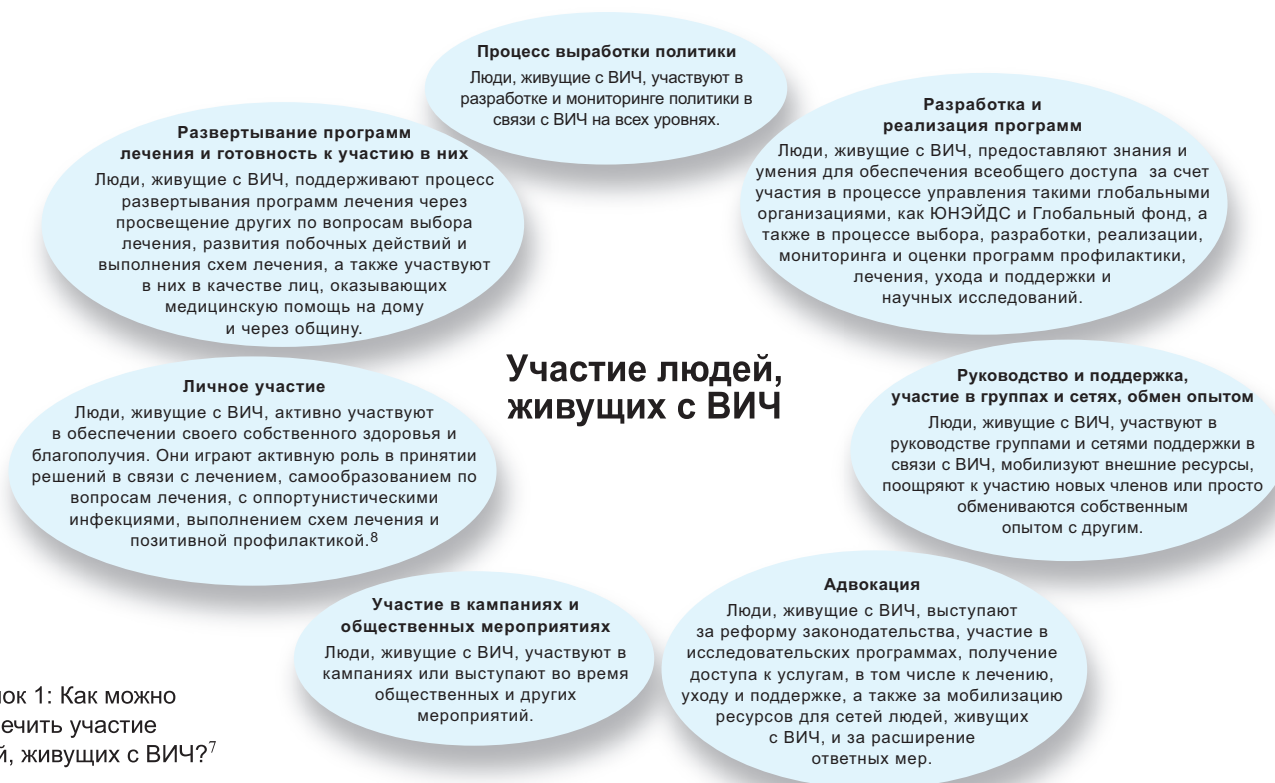 Процесс выработки политики
Люди, живущие с ВИЧ, участвуют в
разработке и мониторинге политики в
связи с ВИЧ на всех уровнях.
Развертывание программ
лечения и готовность к участию в них
Люди, живущие с ВИЧ, поддерживают процесс
развертывания программ лечения через
просвещение других по вопросам выбора
лечения, развития побочных действий и
выполнения схем лечения, а также участвуют
в них в качестве лиц, оказывающих
медицинскую помощь на дому
и через общину.
Разработка и
реализация программ
Люди, живущие с ВИЧ, предоставляют знания и
умения для обеспечения всеобщего доступа за счет
участия в процессе управления такими глобальными
организациями, как ЮНЭЙДС и Глобальный фонд, а
также в процессе выбора, разработки, реализации,
мониторинга и оценки программ профилактики,
лечения, ухода и поддержки и
научных исследований.
Участие людей,
живущих с ВИЧ
Личное участие
Люди, живущие с ВИЧ, активно участвуют
в обеспечении своего собственного здоровья и
благополучия. Они играют активную роль в принятии
решений в связи с лечением, самообразованием по
вопросам лечения, с оппортунистическими
инфекциями, выполнением схем лечения и
позитивной профилактикой.8
Руководство и поддержка,
участие в группах и сетях, обмен опытом
Люди, живущие с ВИЧ, участвуют в
руководстве группами и сетями поддержки в
связи с ВИЧ, мобилизуют внешние ресурсы,
поощряют к участию новых членов или просто
обмениваются собственным
опытом с другим.
Участие в кампаниях и
общественных мероприятиях
Люди, живущие с ВИЧ, участвуют в
кампаниях или выступают во время
общественных и других
мероприятий.
Адвокация
Люди, живущие с ВИЧ, выступают
за реформу законодательства, участие в
исследовательских программах, получение
доступа к услугам, в том числе к лечению,
уходу и поддержке, а также за мобилизацию
ресурсов для сетей людей, живущих
с ВИЧ, и за расширение
ответных мер.
нок 1: Как можно
печить участие
й, живущих с ВИЧ?7